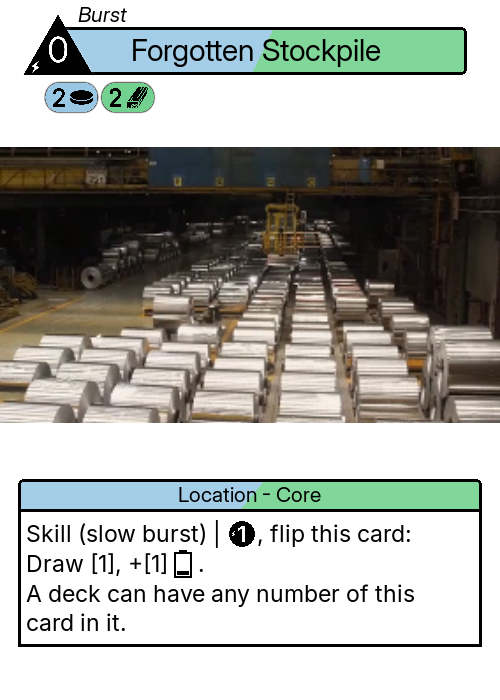 Burst
0 Forgotten Stockpile
2 2
Location - Core
Skill (slow burst) | 1, flip this card:
Draw [1], +[1] .
A deck can have any number of this
card in it.